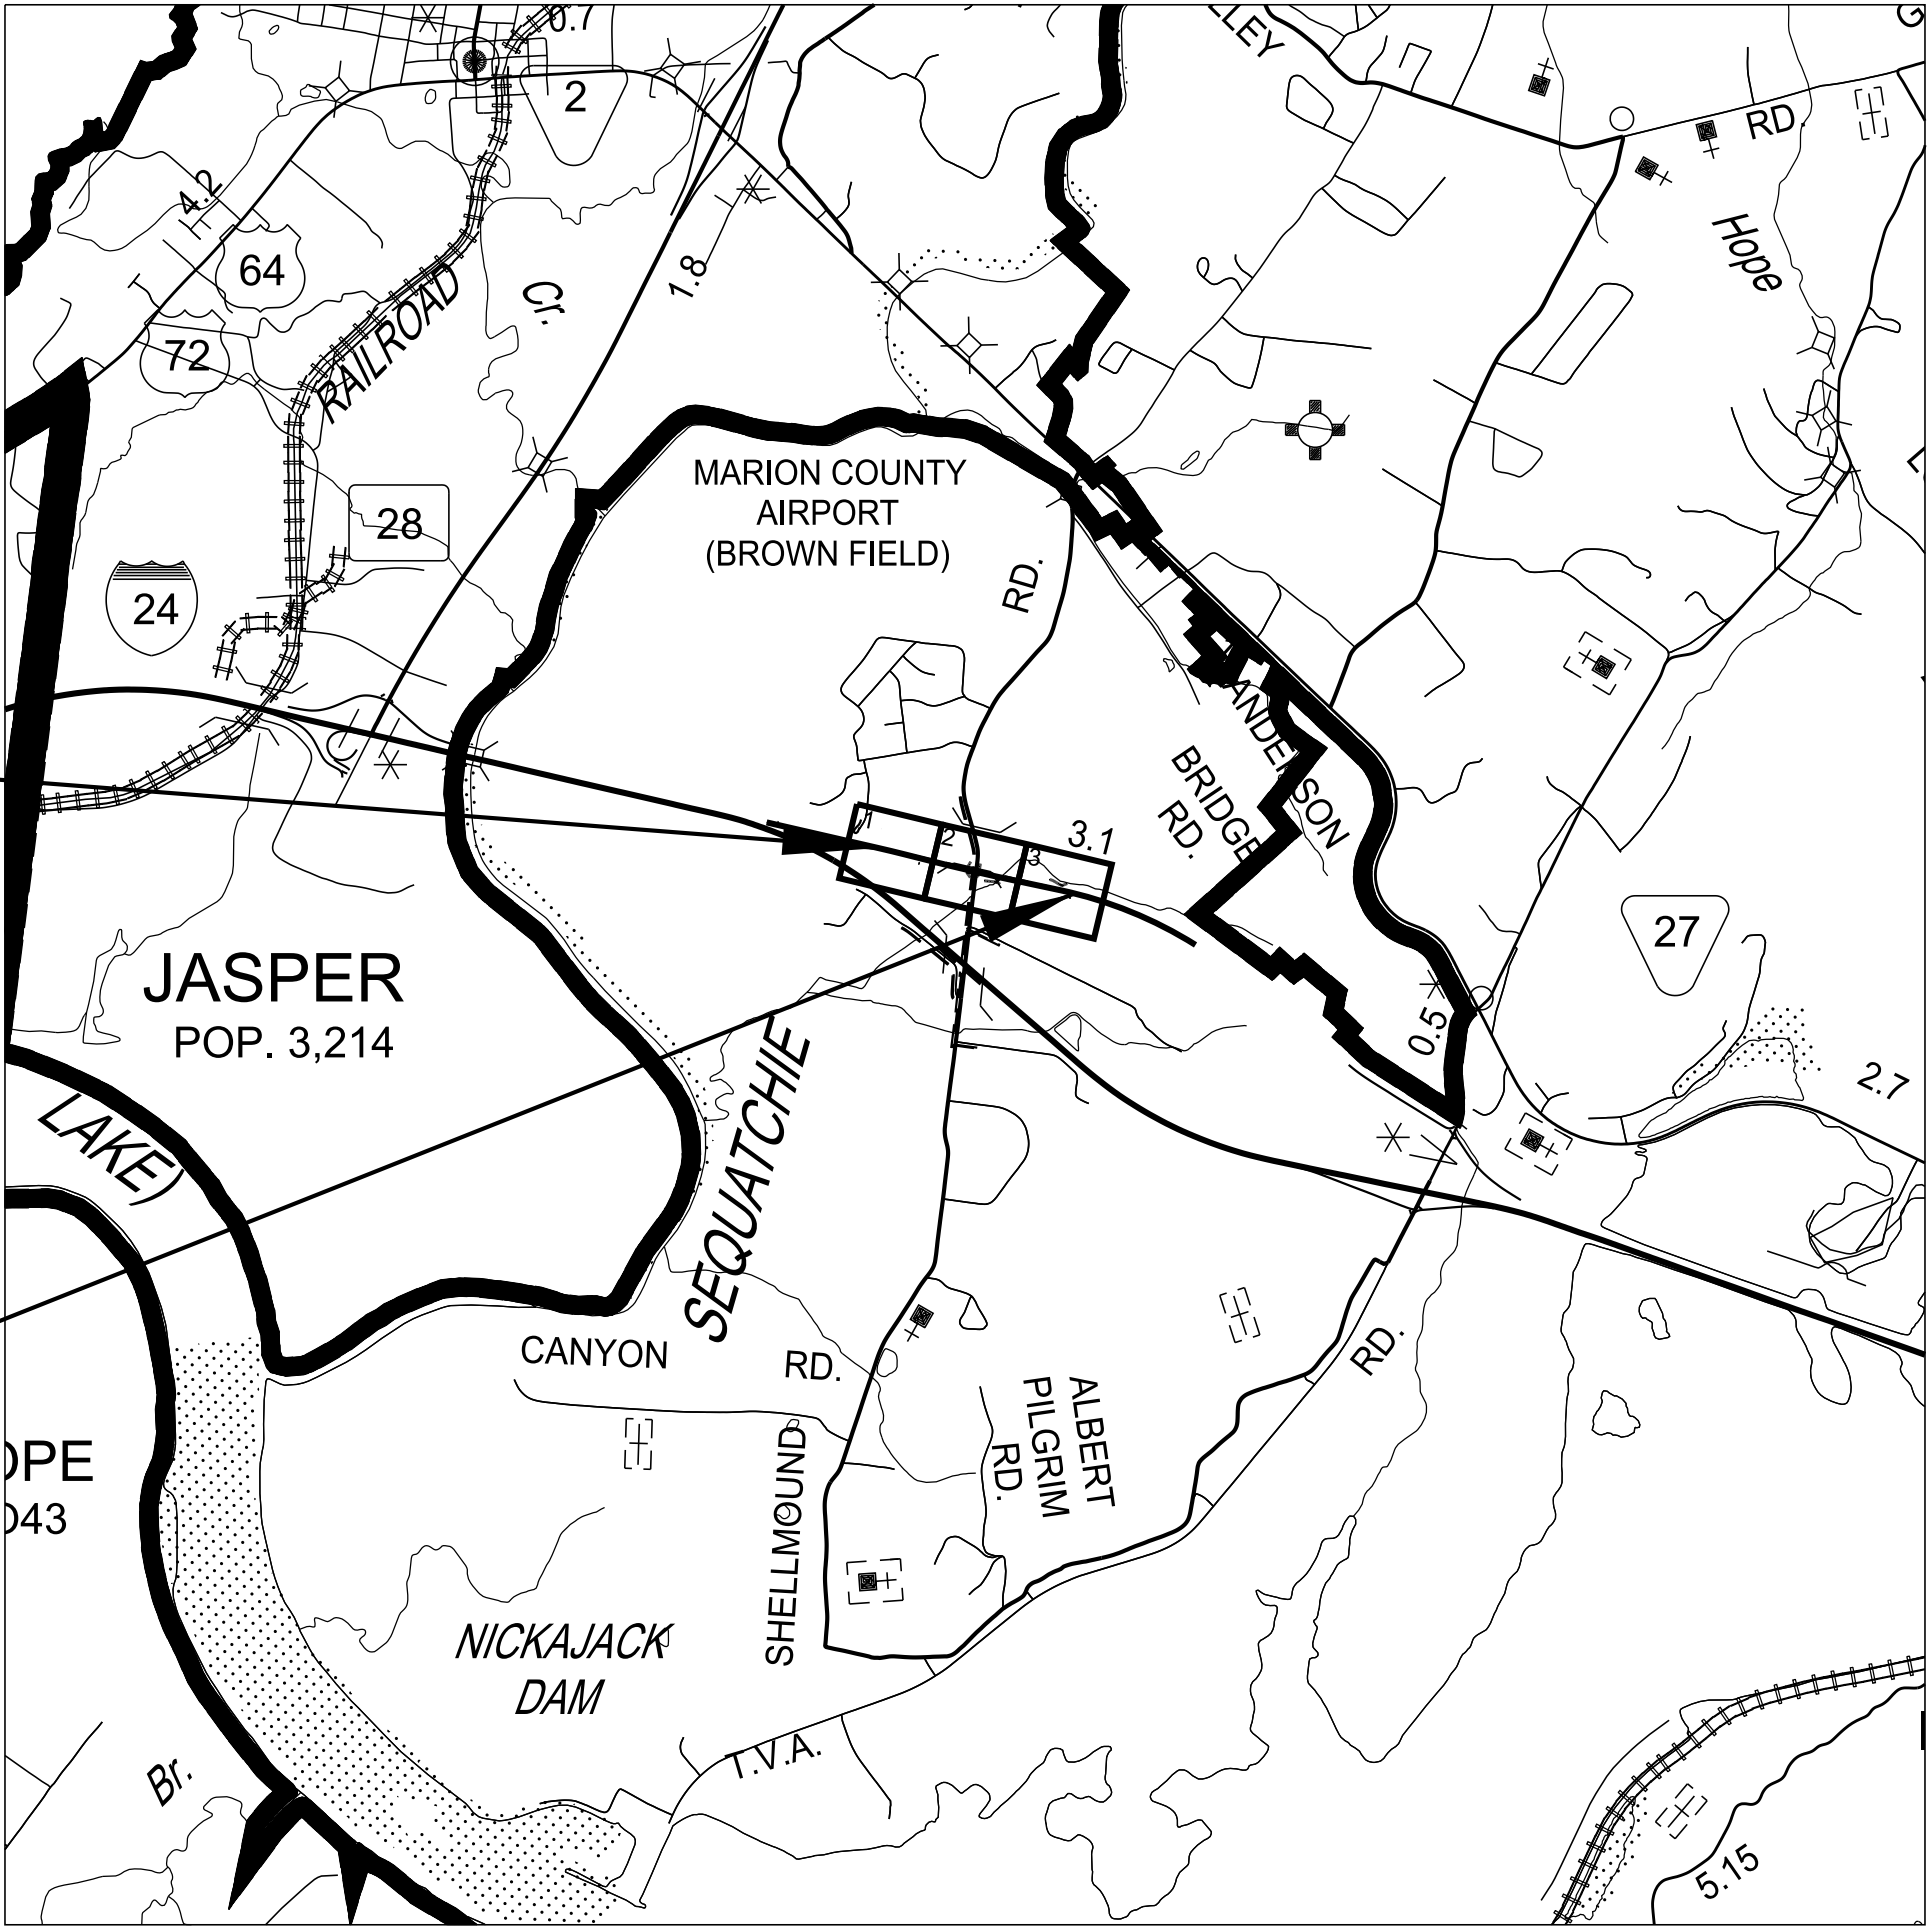 0.7
2
LLEY
RD.
4.2
64
Hope
Cr.
1.8
RAILROAD
72
MARION COUNTY
AIRPORT
(BROWN FIELD)
28
RD.
24
ANDERSON
BRIDGE
RD.
1
2
3
3.1
27
JASPER
POP. 3,214
0.5
2.7
LAKE)
SEQUATCHIE
CANYON
RD.
RD.
ALBERT
PILGRIM
RD.
SHELLMOUND
OPE
043
NICKAJACK
DAM
T.V.A.
Br.
5.15